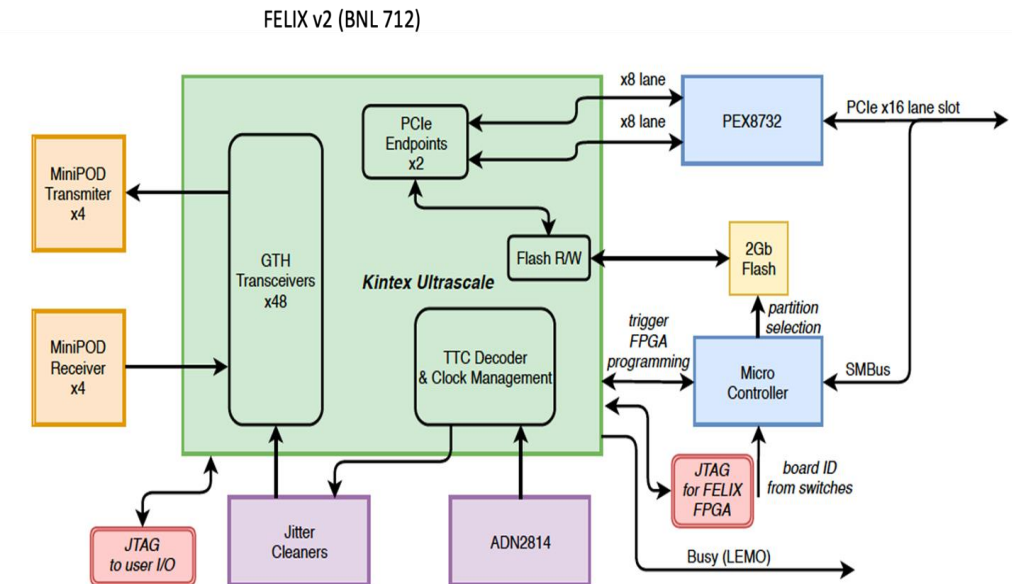 FELIX v2 (BNL 712)
x8 lane
PCIe
Endpoints
x2
x8 lane
PEX8732
PCIe x16 lane slot
MiniPOD
Transmiter
x4
GTH
Transceivers
x48
Kintex Ultrascale
Flash R/W
2Gb
Flash
partition
selection
trigger
FPGA
programming
MiniPOD
Receiver
x4
TTC Decoder
& Clock Management
Micro
Controller
SMBus
JTAG
for FELIX
FPGA
board ID
from switches
JTAG
to user I/O
Jitter
Cleaners
ADN2814
Busy (LEMO)